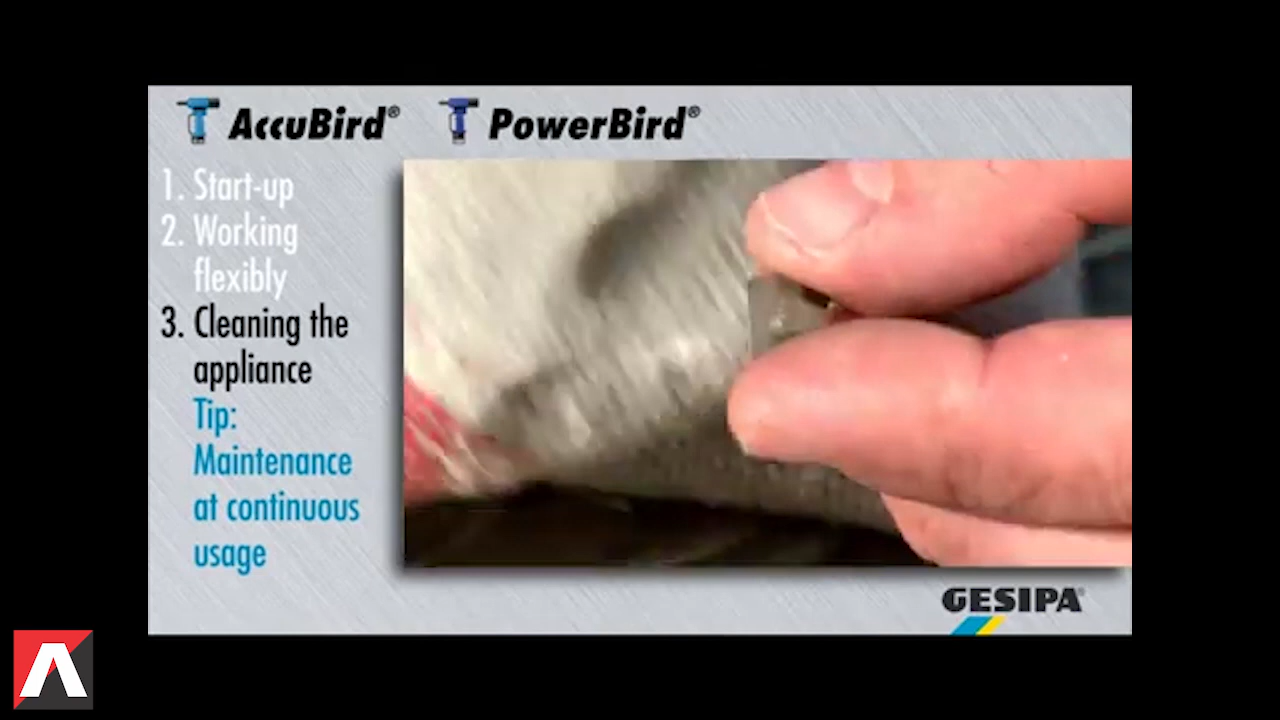 AccuBird® PowerBird®
1. Start-up
2. Working
flexibly
3. Cleaning the
appliance
Tip:
Maintenance
at continuous
usage
GESIPA®